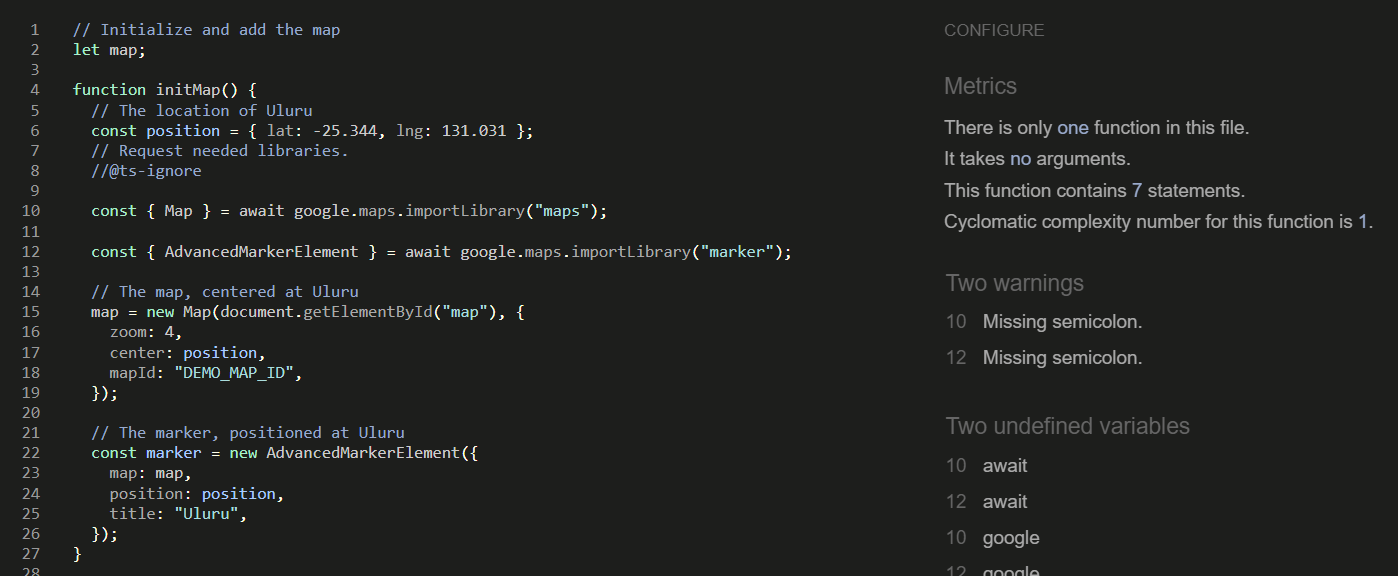 1 // Initialize and add the map
2 let map;
3
4 function initMap() {
5 // The location of Uluru
6 const position = { lat: -25.344, lng: 131.031 };
7 // Request needed libraries.
8 //@ts-ignore
9
10 const { Map } = await google.maps.importLibrary("maps");
11
12 const { AdvancedMarkerElement } = await google.maps.importLibrary("marker");
13
14 // The map, centered at Uluru
15 map = new Map(document.getElementById("map"), {
16 zoom: 4,
17 center: position,
18 mapId: "DEMO_MAP_ID",
19 });
20
21 // The marker, positioned at Uluru
22 const marker = new AdvancedMarkerElement({
23 map: map,
24 position: position,
25 title: "Uluru",
26 });
27 }
28
CONFIGURE
Metrics
There is only one function in this file.
It takes no arguments.
This function contains 7 statements.
Cyclomatic complexity number for this function is 1.
Two warnings
10 Missing semicolon.
12 Missing semicolon.
Two undefined variables
10 await
12 await
10 google
12 google